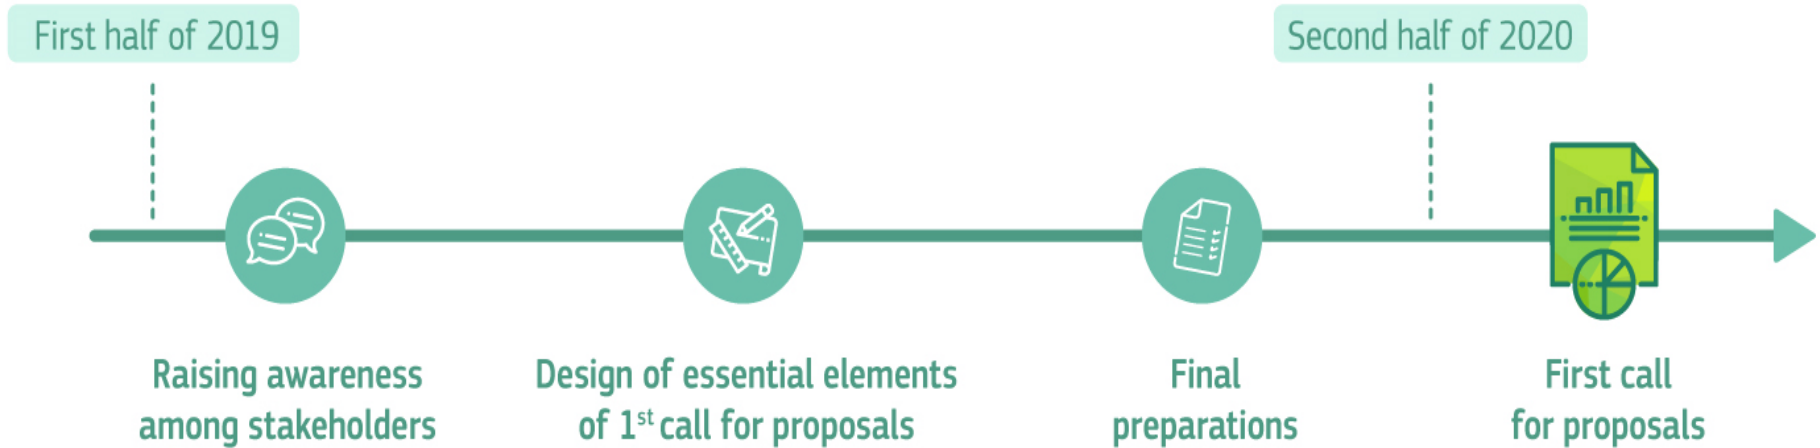 First half of 2019
Second half of 2020
Raising awareness
among stakeholders
Design of essential elements
of 1st call for proposals
Final
preparations
First call
for proposals